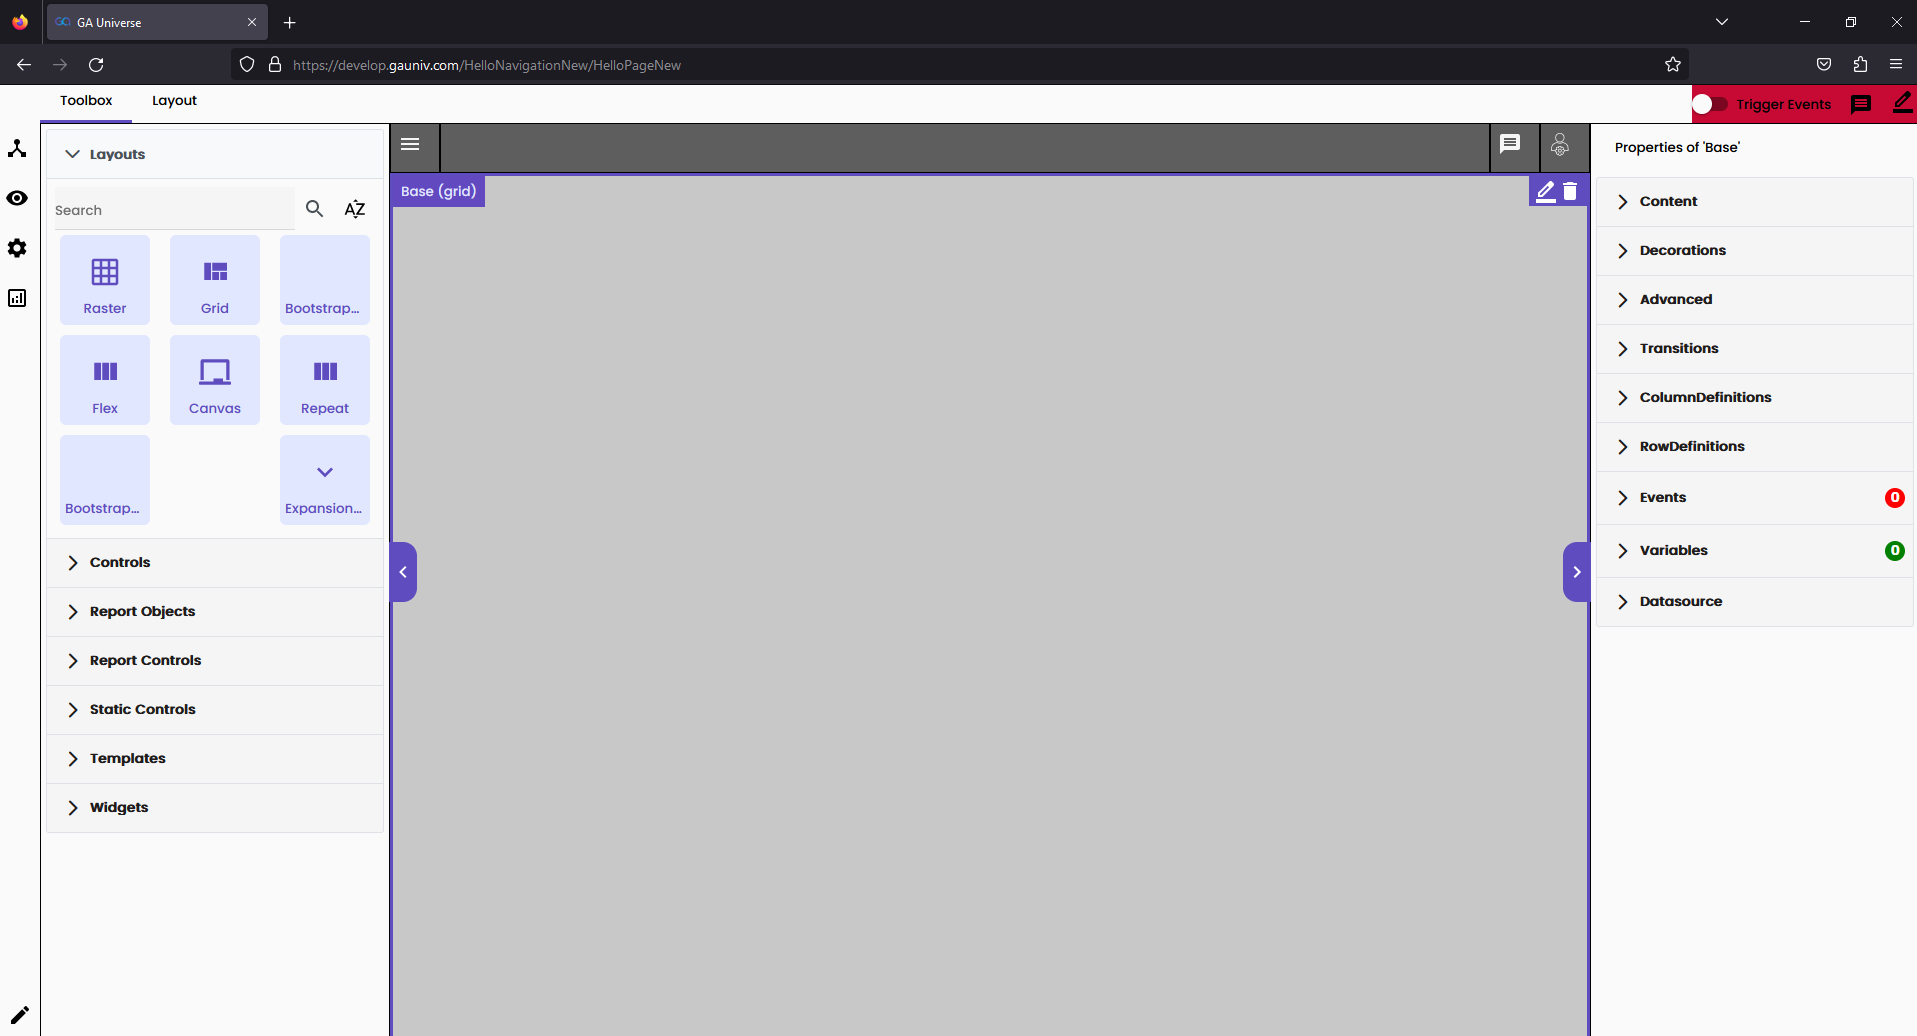 GA Universe
https://develop.gauniv.com/HelloNavigationNew/HelloPageNew
Toolbox
Layout
Trigger Events
Layouts
Search
AZ
Raster
Grid
Bootstrap...
Flex
Canvas
Repeat
Bootstrap...
Expansion...
Controls
Report Objects
Report Controls
Static Controls
Templates
Widgets
Base (grid)
Properties of 'Base'
Content
Decorations
Advanced
Transitions
ColumnDefinitions
RowDefinitions
Events 0
Variables 0
Datasource